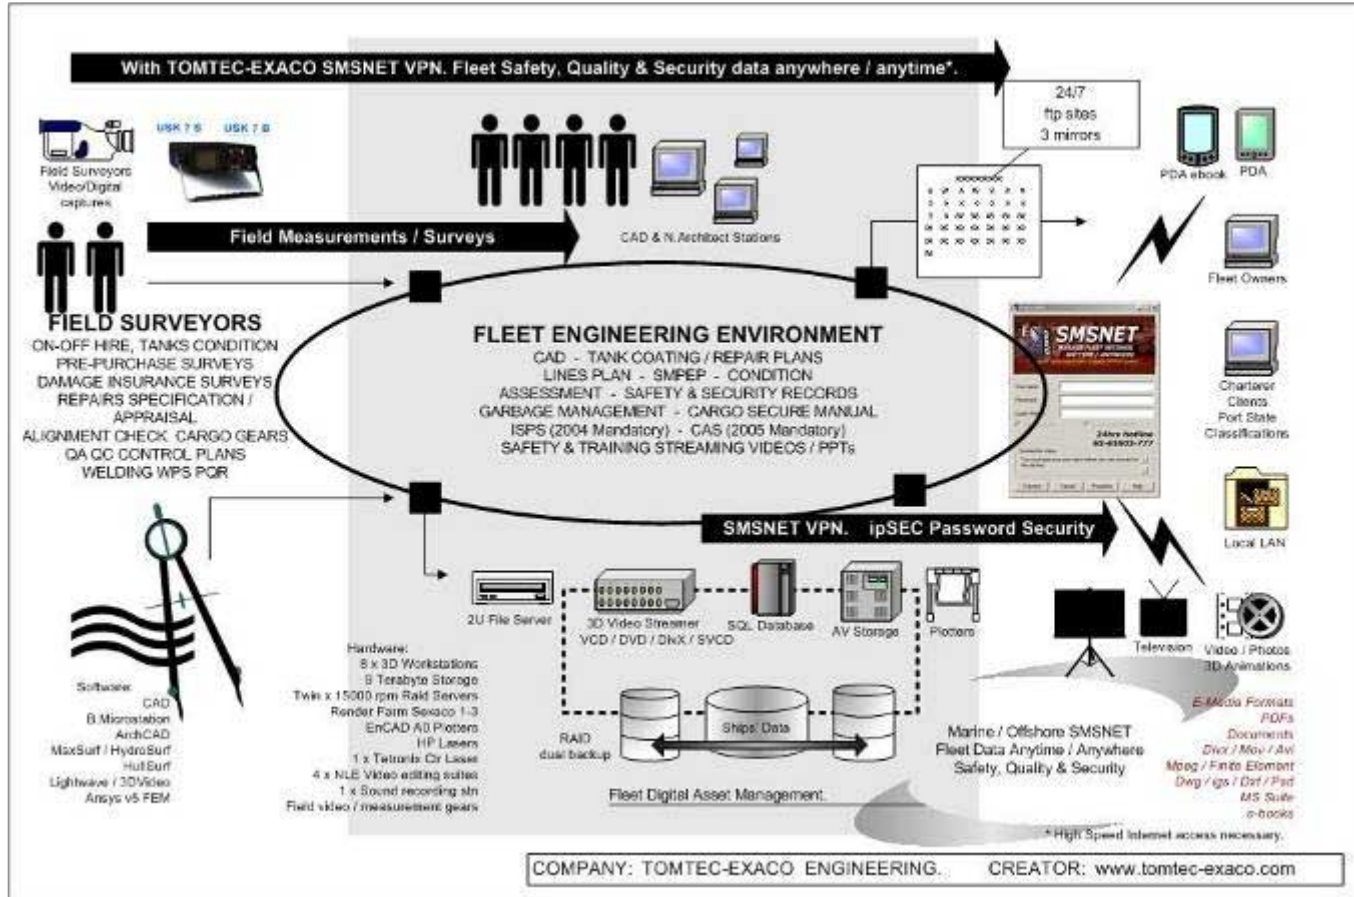 With TOMTEC-EXACO SMSNET VPN. Fleet Safety, Quality & Security data anywhere / anytime*.
24/7
ftp sites
3 mirrors
USK 7 S USK 7 B
Field Surveyors
Video/Digital
captures
PDA ebook
PDA
Field Measurements / Surveys
CAD & N.Architect Stations
Fleet Owners
FIELD SURVEYORS
ON-OFF HIRE, TANKS CONDITION
PRE-PURCHASE SURVEYS
DAMAGE INSURANCE SURVEYS
REPAIRS SPECIFICATION /
APPRAISAL
ALIGNMENT CHECK CARGO GEARS
QA QC CONTROL PLANS
WELDING WPS PQR
FLEET ENGINEERING ENVIRONMENT
CAD - TANK COATING / REPAIR PLANS
LINES PLAN - SMPEP - CONDITION
ASSESSMENT - SAFETY & SECURITY RECORDS
GARBAGE MANAGEMENT - CARGO SECURE MANUAL
ISPS (2004 Mandatory) - CAS (2005 Mandatory)
SAFETY & TRAINING STREAMING VIDEOS / PPTs
SMSNET
24hrs hotline
Charterer
Clients
Port State
Classifications
SMSNET VPN. ipSEC Password Security
Local LAN
2U File Server
3D Video Streamer
VCD / DVD / DivX / SVCD
SQL Database
AV Storage
Plotters
Television
Video / Photos
3D Animations
Software:
CAD
B.Microstation
ArchCAD
MaxSurf / HydroSurf
HullSurf
Lightwave / 3DVideo
Ansys v5 FEM
Hardware:
8 x 3D Workstations
Terabyte Storage
Twin x 15000 rpm Raid Servers
Render Farm Sexaco 1-3
EnCAD A0 Plotters
HP Lasers
1 x Tetronix Clr Laser
4 x NLE Video editing suites
1 x Sound recording stn
Field video / measurement gears
RAID
dual backup
Ships' Data
Fleet Digital Asset Management.
Marine / Offshore SMSNET
Fleet Data Anytime / Anywhere
Safety, Quality & Security
E-Media Formats
PDFs
Documents
Divx / Mov / Avi
Mpeg / Finite Element
Dwg / igs / Dxf / Psd
MS Suite
e-books
* High Speed Internet access necessary.
COMPANY: TOMTEC-EXACO ENGINEERING. CREATOR: www.tomtec-exaco.com